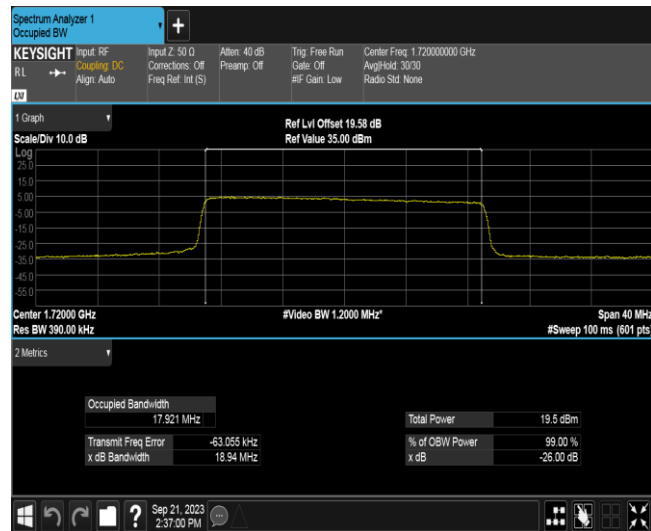 Spectrum Analyzer 1
Occupied BW
+
KEYSIGHT
RL
LXI
Input: RF
Coupling: DC
Align: Auto
Input Z: 50 Ω
Corrections: Off
Freq Ref: Int (S)
Atten: 40 dB
Preamp: Off
Trig: Free Run
Gate: Off
#IF Gain: Low
Center Freq: 1.720000000 GHz
Avg|Hold: 30/30
Radio Std: None
1 Graph
Scale/Div 10.0 dB
Ref Lvl Offset 19.58 dB
Ref Value 35.00 dBm
Log
25.0
15.0
5.00
-5.00
-15.0
-25.0
-35.0
-45.0
-55.0
Center 1.72000 GHz
Res BW 390.00 kHz
#Video BW 1.2000 MHz*
Span 40 MHz
#Sweep 100 ms (601 pts)
2 Metrics
Occupied Bandwidth
17.921 MHz
Transmit Freq Error -63.055 kHz
x dB Bandwidth 18.94 MHz
Total Power 19.5 dBm
% of OBW Power 99.00 %
x dB -26.00 dB
?
Sep 21, 2023
2:37:00 PM